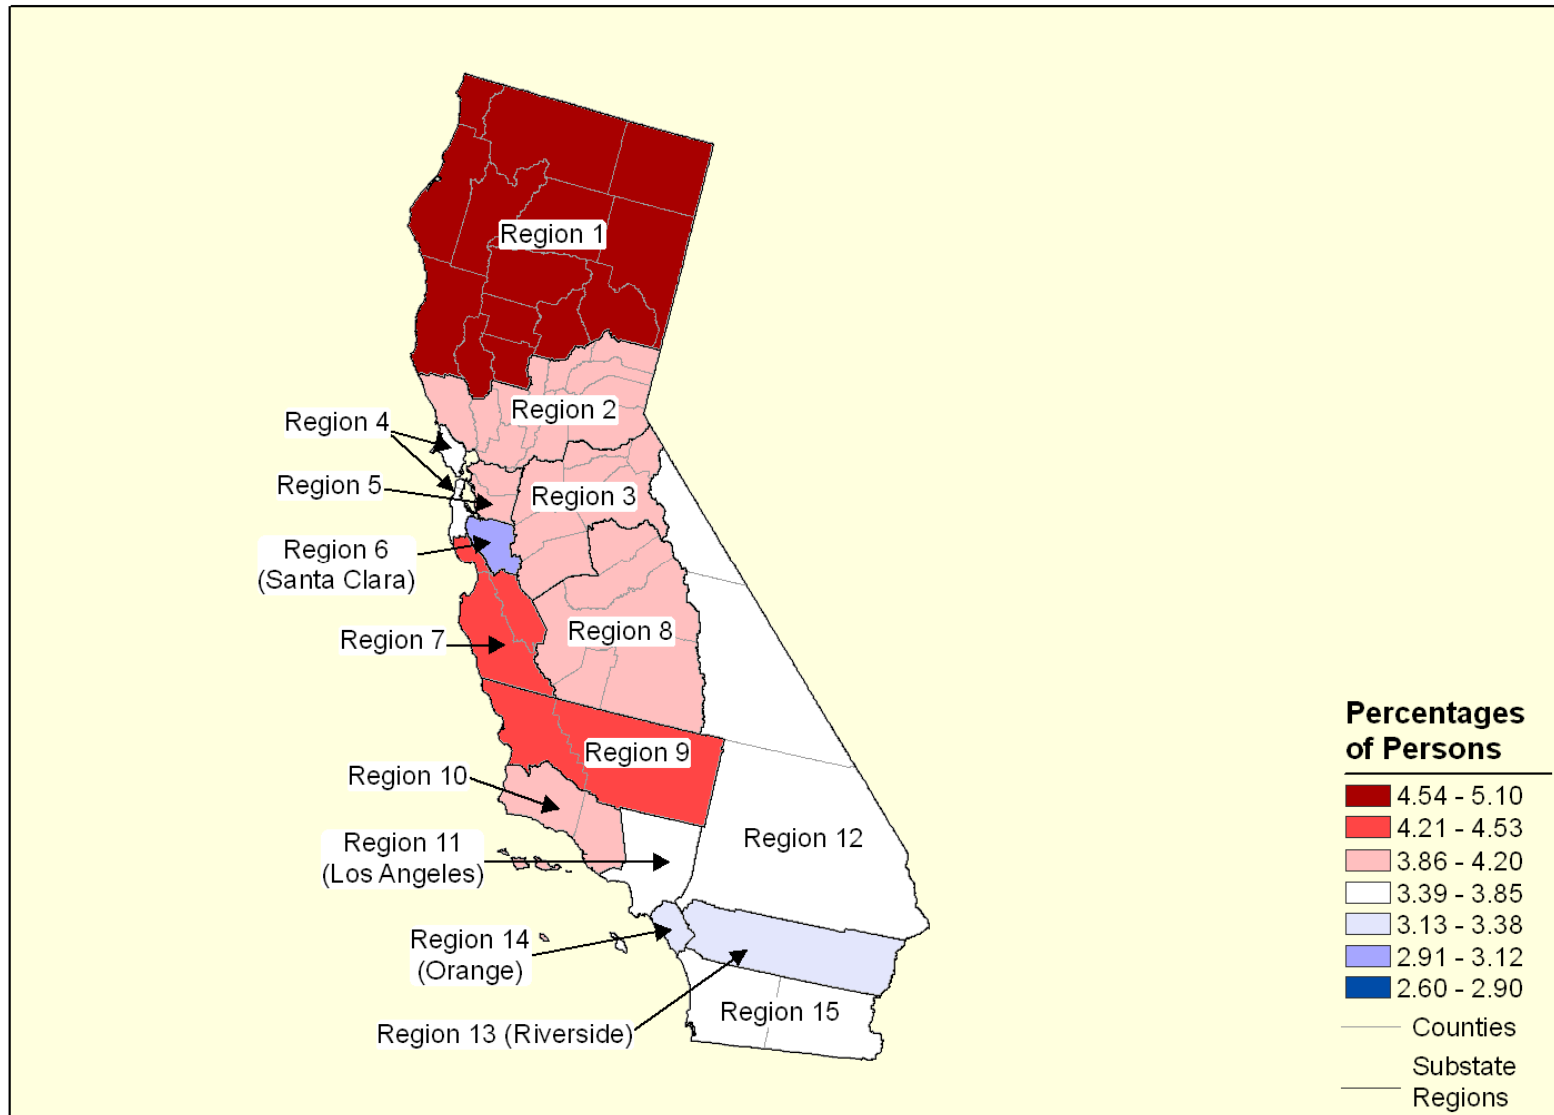 Region 1
Region 2
Region 4
Region 5
Region 3
Region 6
(Santa Clara)
Region 7
Region 8
Region 9
Region 10
Region 11
(Los Angeles)
Region 12
Region 14
(Orange)
Region 13 (Riverside)
Region 15
Percentages
of Persons
4.54 - 5.10
4.21 - 4.53
3.86 - 4.20
3.39 - 3.85
3.13 - 3.38
2.91 - 3.12
2.60 - 2.90
Counties
Substate
Regions